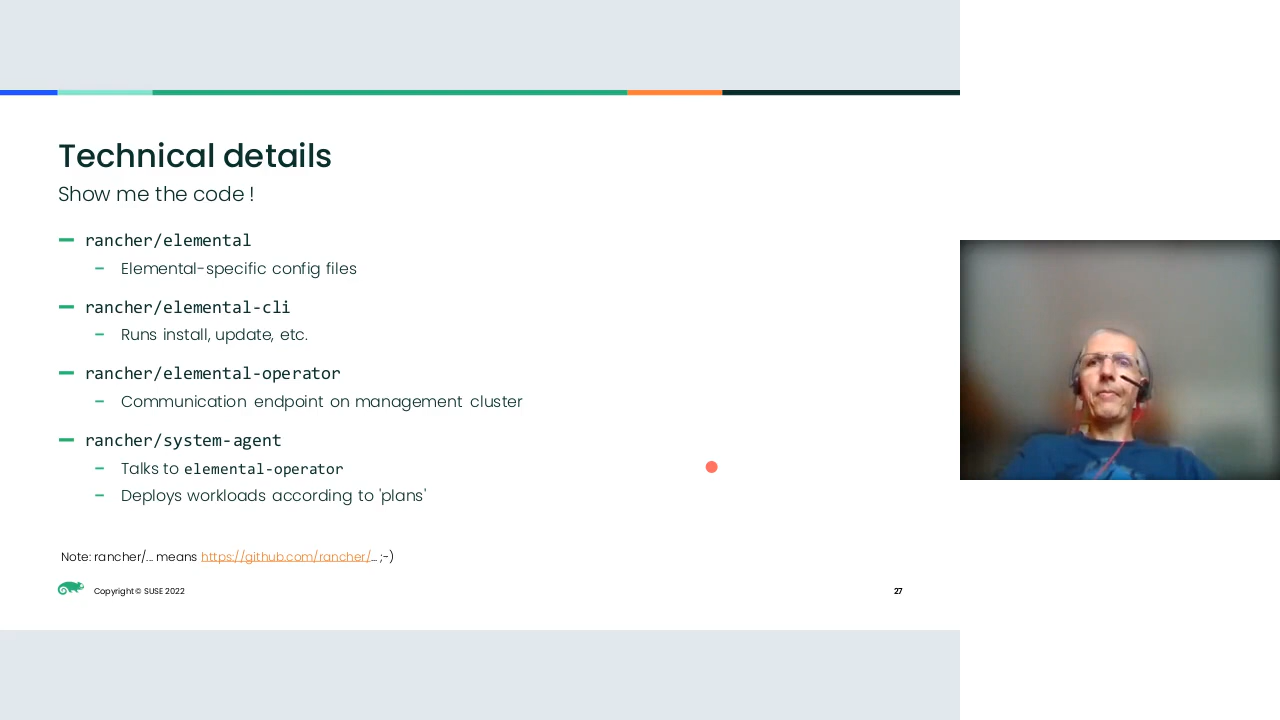 Technical details
Show me the code !
rancher/elemental
Elemental-specific config files
rancher/elemental-cli
Runs install, update, etc.
rancher/elemental-operator
Communication endpoint on management cluster
rancher/system-agent
Talks to elemental-operator
Deploys workloads according to 'plans'
Note: rancher/... means https://github.com/rancher/... ;-)
Copyright © SUSE 2022
27